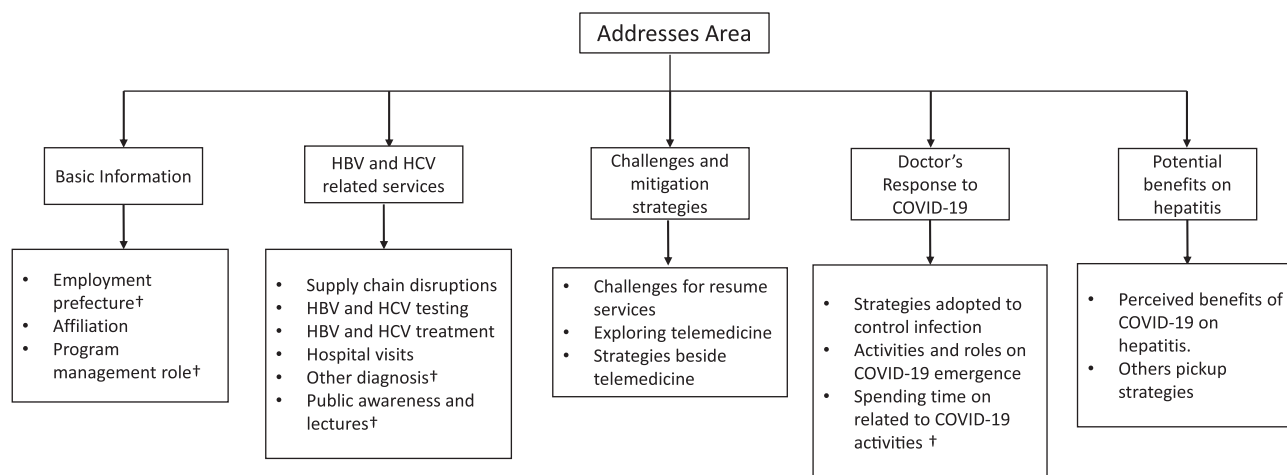 Addresses Area
Basic Information
• Employment
prefecture†
• Affiliation
• Program
management role†
HBV and HCV
related services
• Supply chain disruptions
• HBV and HCV testing
• HBV and HCV treatment
• Hospital visits
• Other diagnosis†
• Public awareness and
lectures†
Challenges and
mitigation
strategies
• Challenges for resume
services
• Exploring telemedicine
• Strategies beside
telemedicine
Doctor’s
Response to
COVID-19
• Strategies adopted to
control infection
• Activities and roles on
COVID-19 emergence
• Spending time on
related to COVID-19
activities †
Potential
benefits on
hepatitis
• Perceived benefits of
COVID-19 on
hepatitis.
• Others pickup
strategies